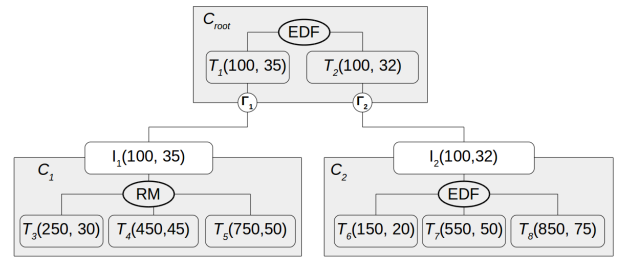 C_root
EDF
T_1(100, 35) T_2(100, 32)
Γ_1 Γ_2
I_1(100, 35) I_2(100,32)
C_1 C_2
RM EDF
T_3(250, 30) T_4(450,45) T_5(750,50) T_6(150, 20) T_7(550, 50) T_8(850, 75)